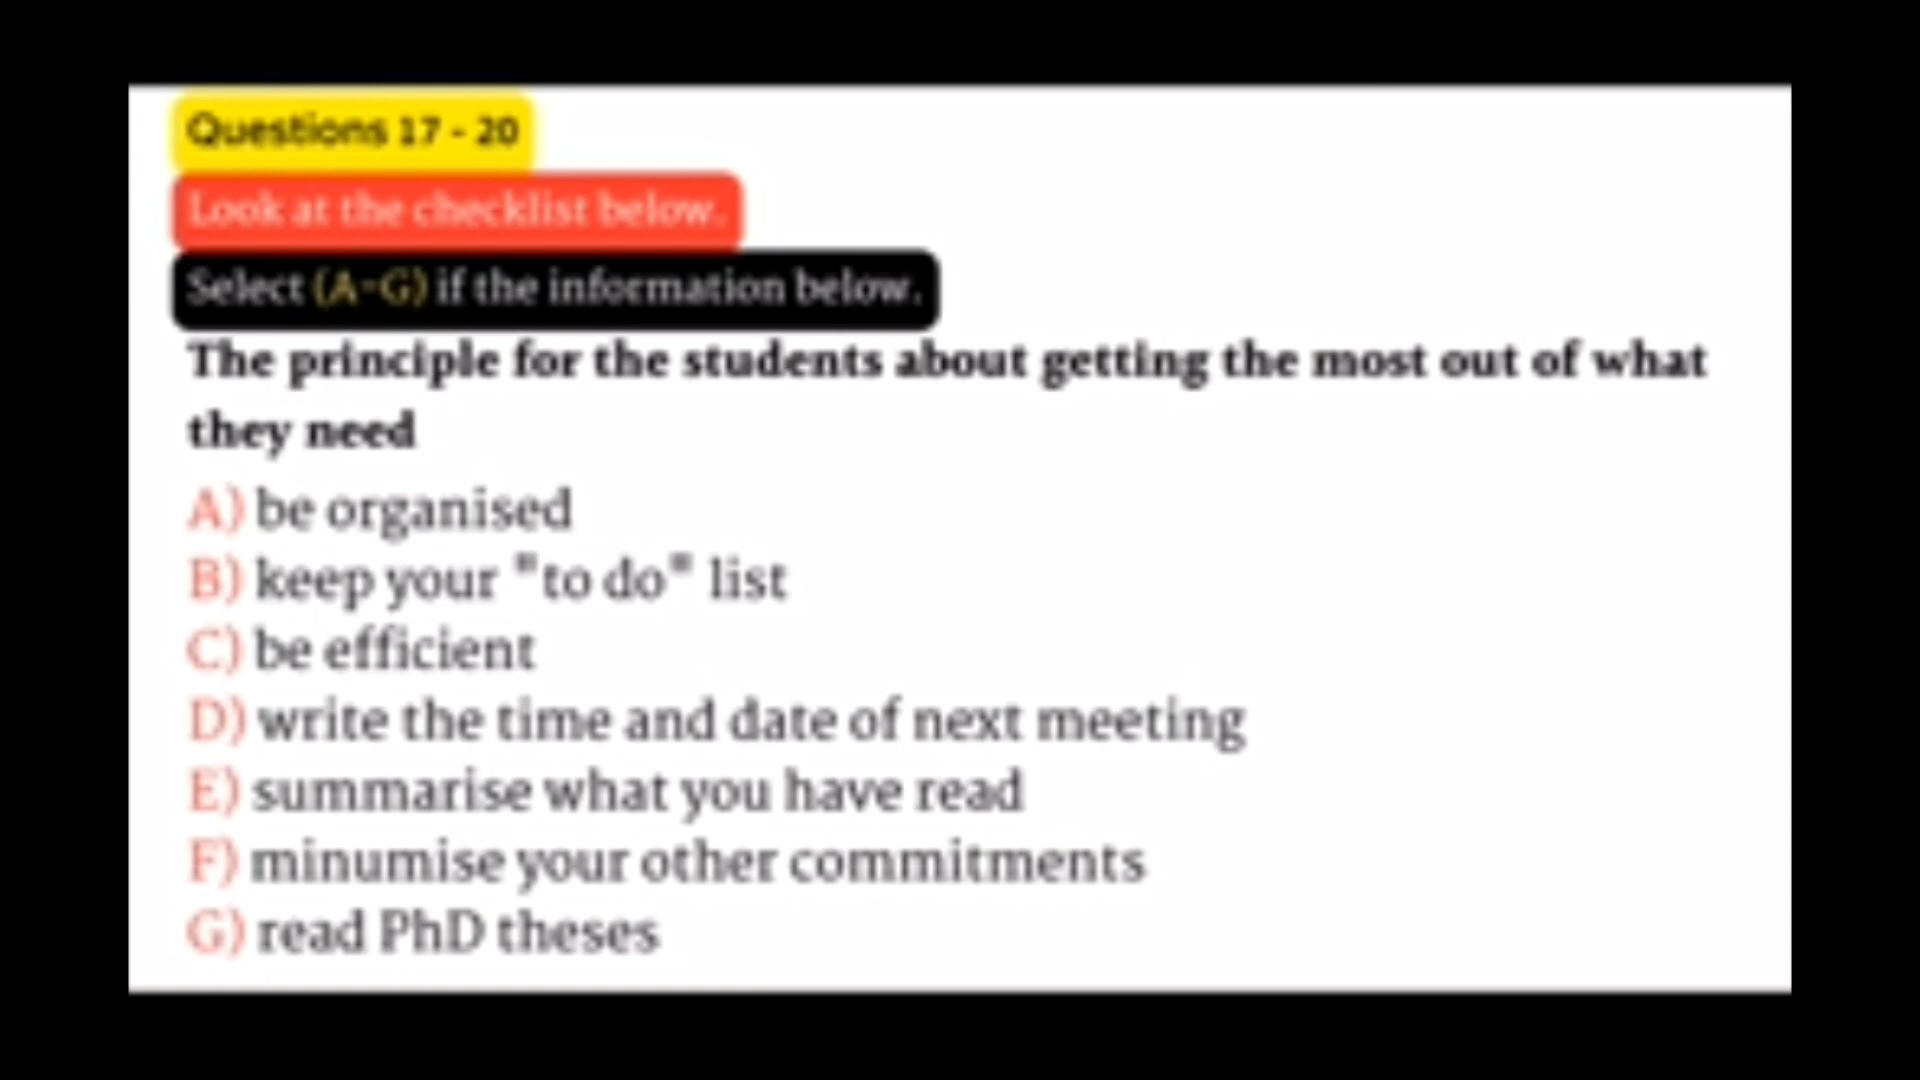 Questions 17 - 20
Look at the checklist below.
Select (A-G) if the information below.
The principle for the students about getting the most out of what
they need
A) be organised
B) keep your "to do" list
C) be efficient
D) write the time and date of next meeting
E) summarise what you have read
F) minumise your other commitments
G) read PhD theses